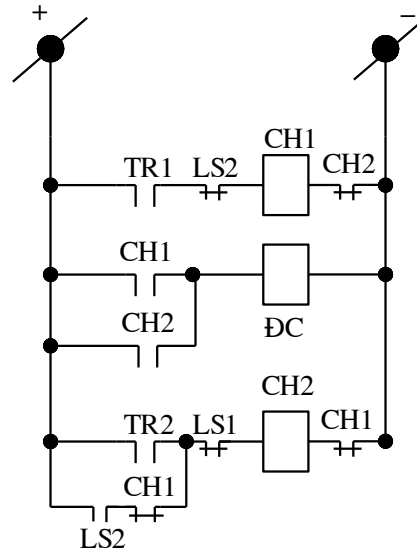 + −
CH1
TR1 LS2 CH2
CH1
CH2 ĐC
CH2
TR2 LS1 CH1
CH1
LS2